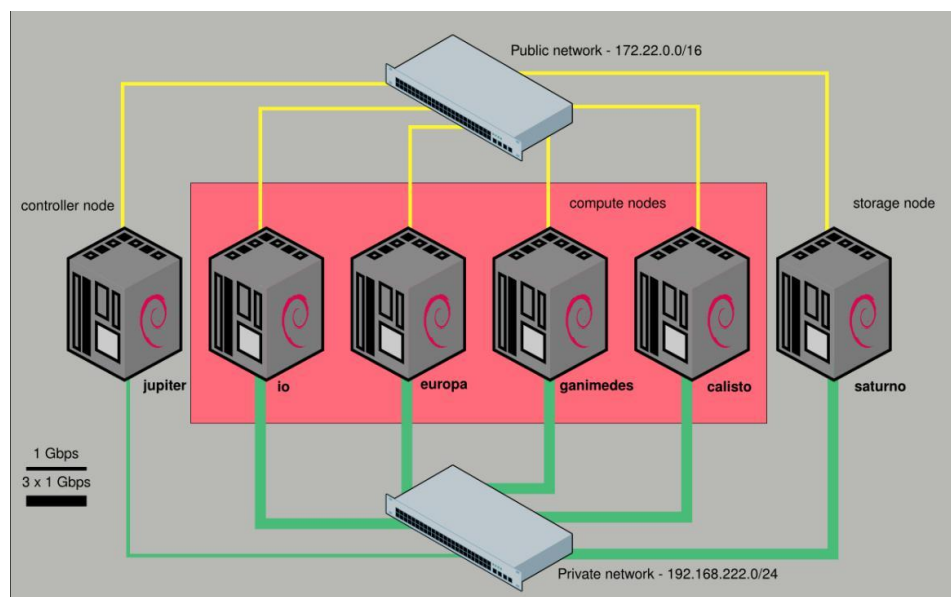 Public network - 172.22.0.0/16
controller node
compute nodes
storage node
jupiter
io
europa
ganimedes
calisto
saturno
1 Gbps
3 x 1 Gbps
Private network - 192.168.222.0/24